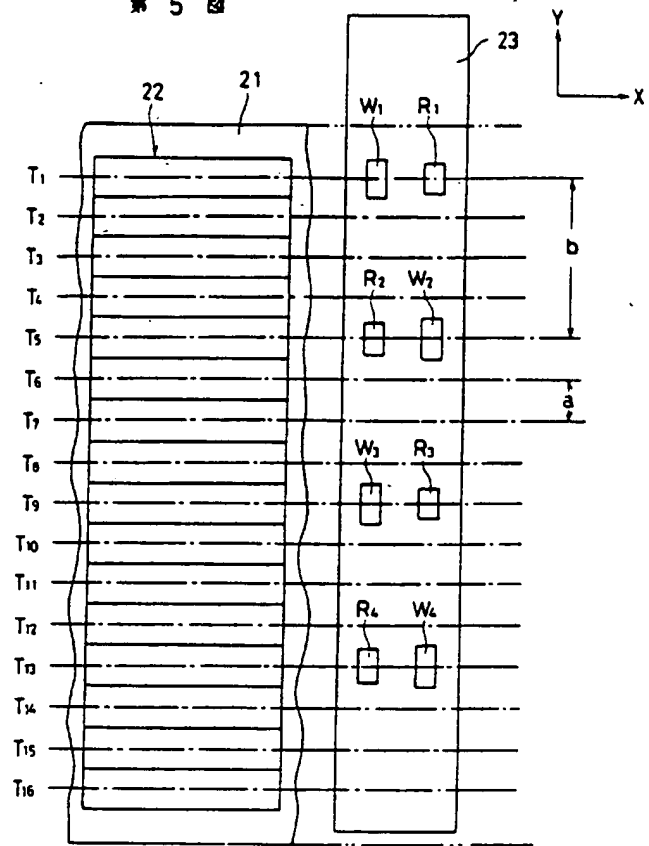 第 5 図
Y
X
23
21
22
W₁ R₁
T₁
T₂
b
T₃
T₄
R₂ W₂
T₅
T₆
a
T₇
T₈
W₃ R₃
T₉
T₁₀
T₁₁
T₁₂
R₄ W₄
T₁₃
T₁₄
T₁₅
T₁₆